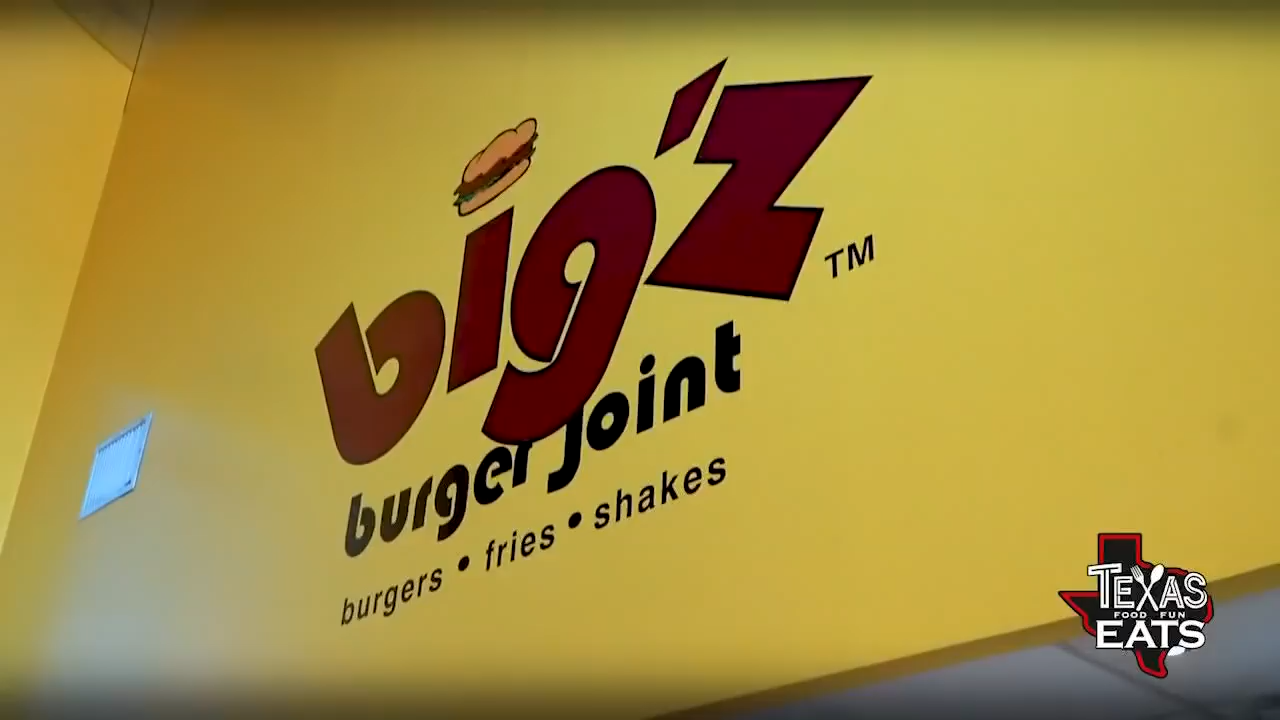 big'z TM
burger joint
burgers • fries • shakes
TEXAS
FOOD FUN
EATS